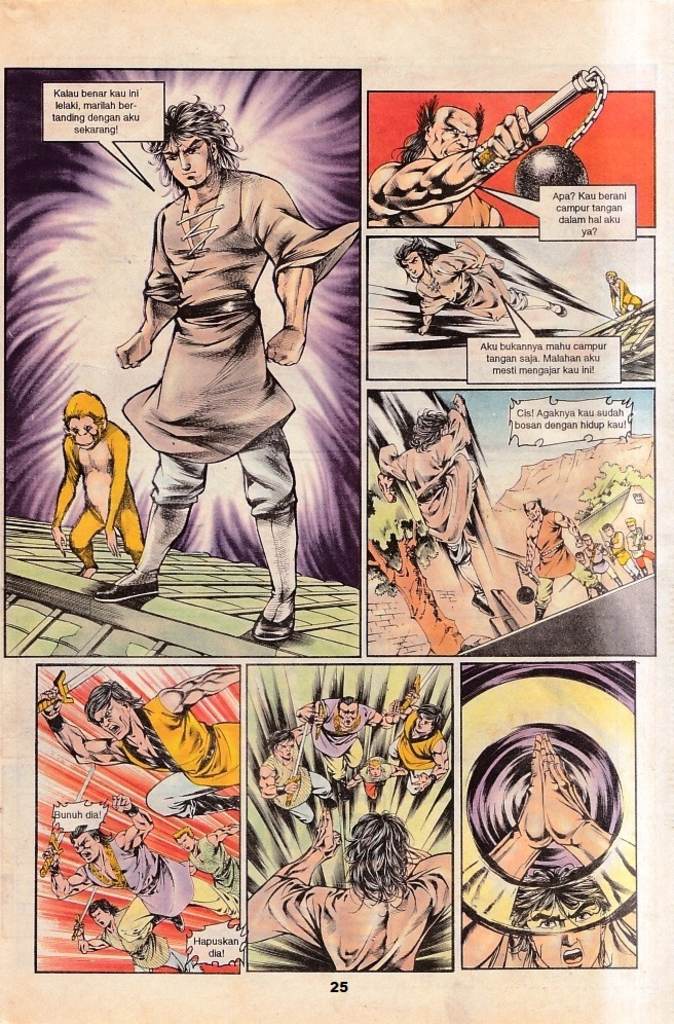 Kalau benar kau ini
lelaki, marilah ber-
tanding dengan aku
sekarang!
Apa? Kau berani
campur tangan
dalam hal aku
ya?
Aku bukannya mahu campur
tangan saja. Malahan aku
mesti mengajar kau ini!
Cis! Agaknya kau sudah
bosan dengan hidup kau!
Bunuh dia!
Hapuskan
dia!
25